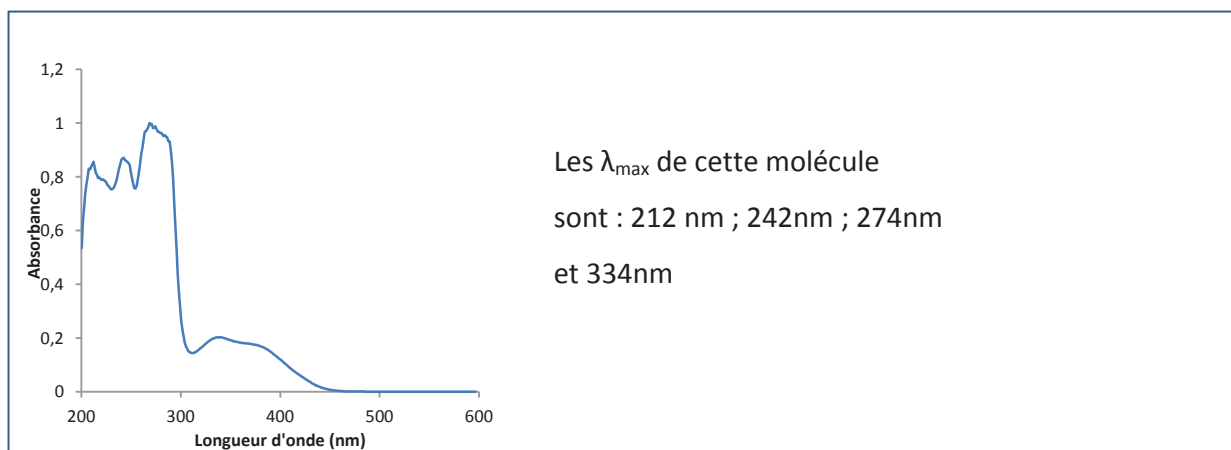 1,2
1
0,8
0,6
0,4
0,2
0
Absorbance
200 300 400 500 600
Longueur d'onde (nm)
Les λmax de cette molécule
sont : 212 nm ; 242nm ; 274nm
et 334nm